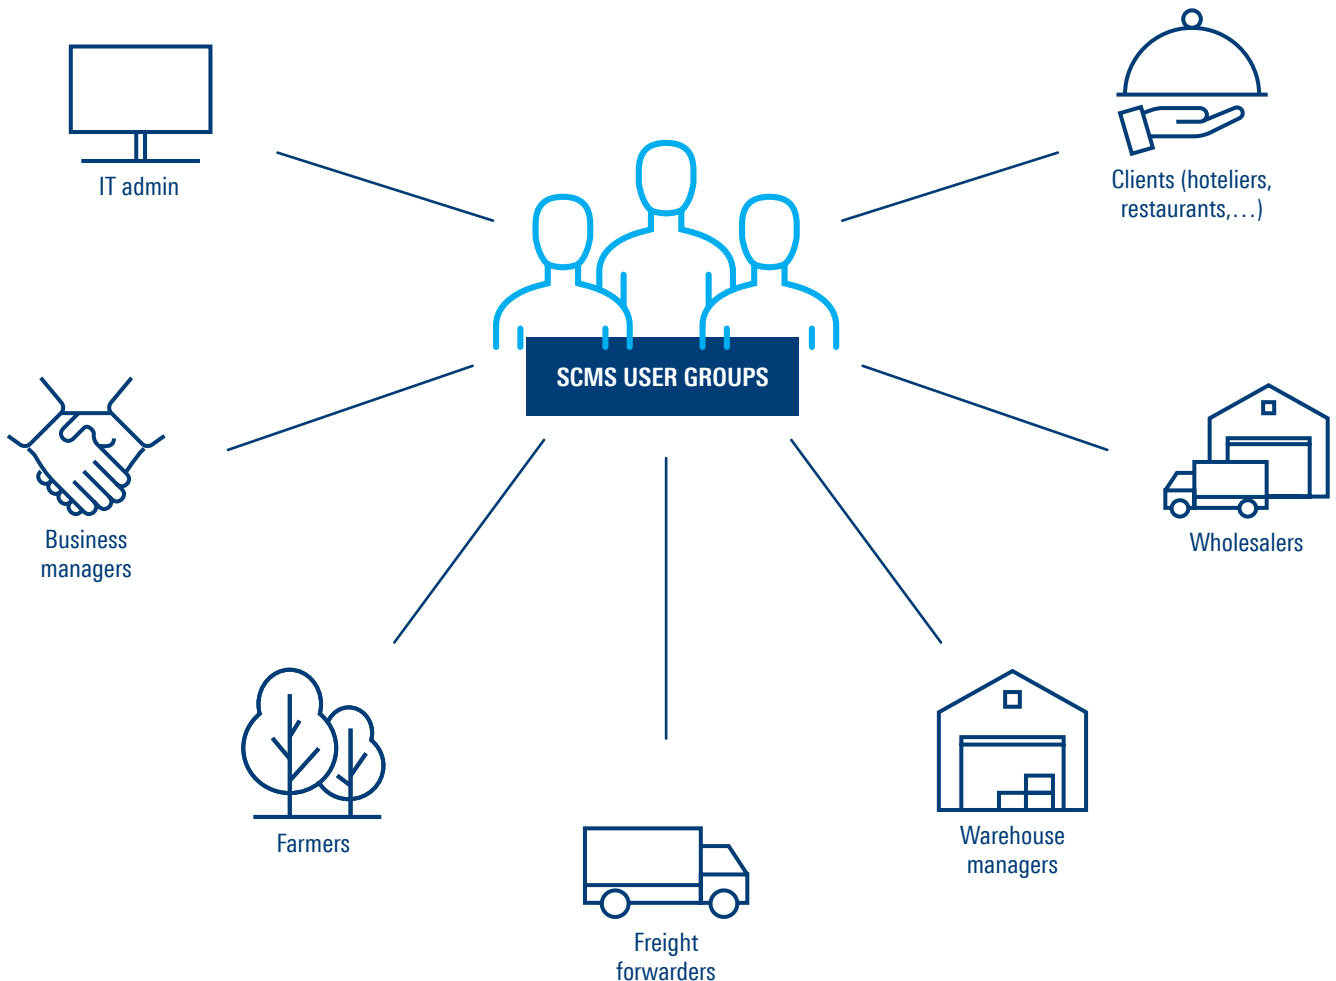 IT admin
Clients (hoteliers,
restaurants,…)
SCMS USER GROUPS
Business
managers
Wholesalers
Farmers
Warehouse
managers
Freight
forwarders